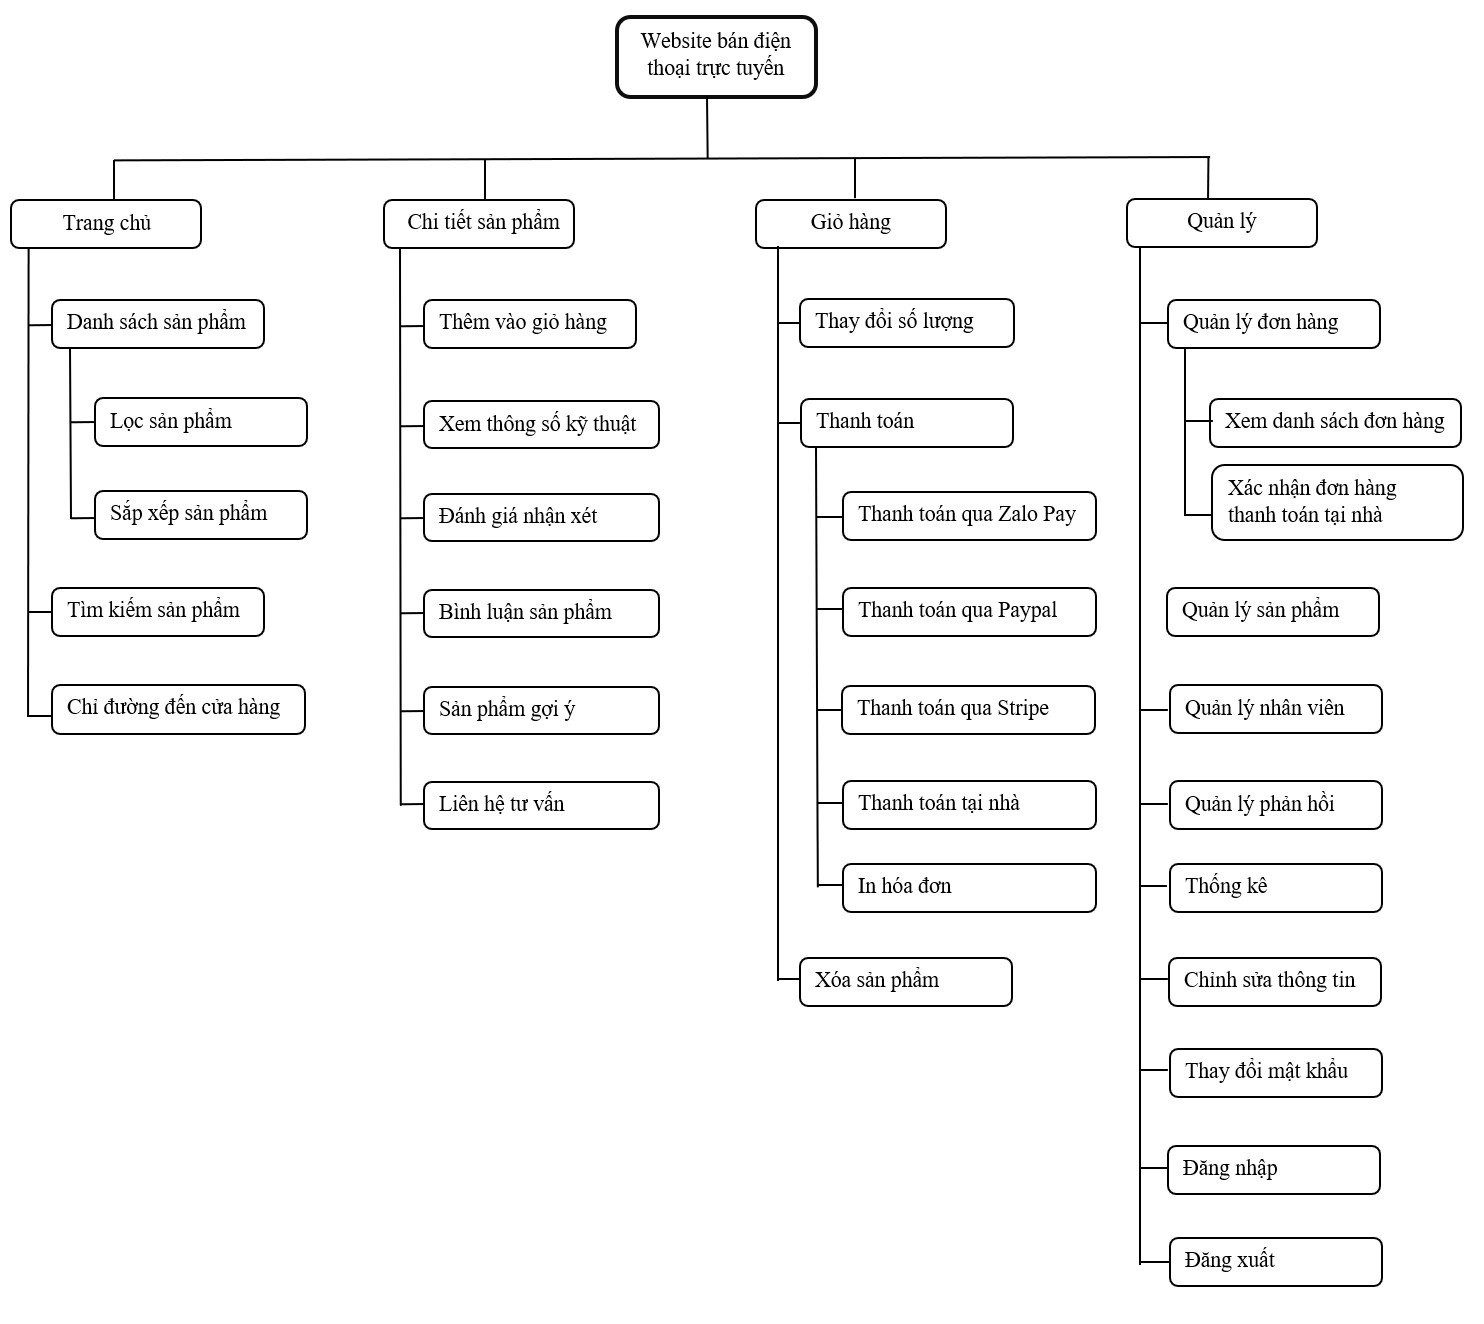 Website bán điện
thoại trực tuyến
Trang chủ
Danh sách sản phẩm
Lọc sản phẩm
Sắp xếp sản phẩm
Tìm kiếm sản phẩm
Chỉ đường đến cửa hàng
Chi tiết sản phẩm
Thêm vào giỏ hàng
Xem thông số kỹ thuật
Đánh giá nhận xét
Bình luận sản phẩm
Sản phẩm gợi ý
Liên hệ tư vấn
Giỏ hàng
Thay đổi số lượng
Thanh toán
Thanh toán qua Zalo Pay
Thanh toán qua Paypal
Thanh toán qua Stripe
Thanh toán tại nhà
In hóa đơn
Xóa sản phẩm
Quản lý
Quản lý đơn hàng
Xem danh sách đơn hàng
Xác nhận đơn hàng
thanh toán tại nhà
Quản lý sản phẩm
Quản lý nhân viên
Quản lý phản hồi
Thống kê
Chỉnh sửa thông tin
Thay đổi mật khẩu
Đăng nhập
Đăng xuất